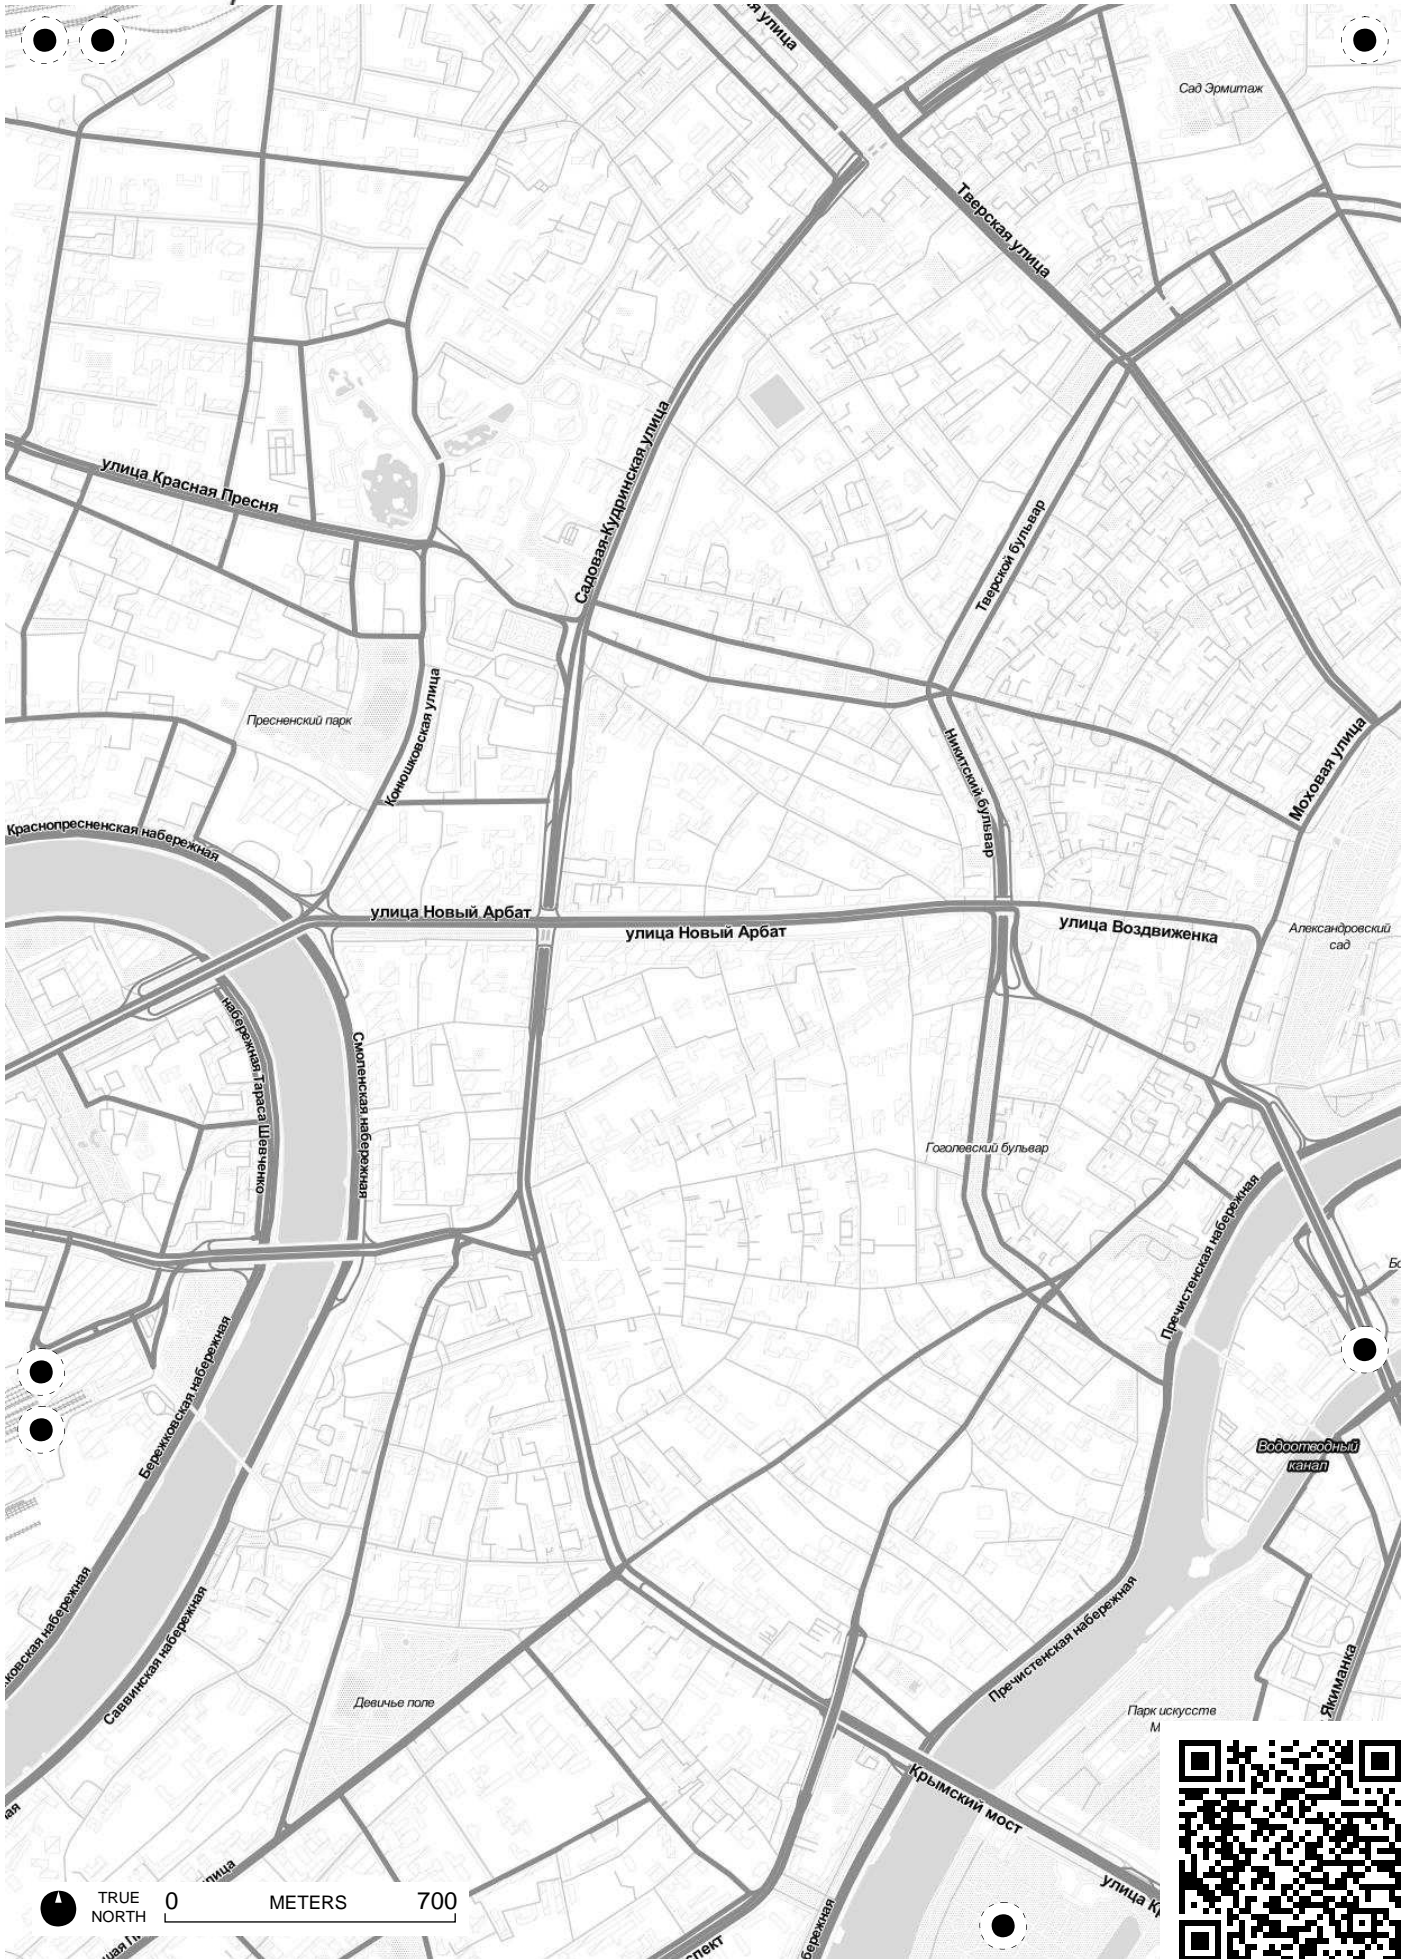 улица
Сад Эрмитаж
Тверская улица
Садовая-Кудринская улица
улица Красная Пресня
Тверской бульвар
Конюшковская улица
Пресненский парк
Никитский бульвар
Моховая улица
Краснопресненская набережная
улица Новый Арбат
улица Новый Арбат
улица Воздвиженка
Александровский
сад
набережная Тараса Шевченко
Смоленская набережная
Гоголевский бульвар
Пречистенская набережная
Бережковская набережная
Водоотводный
канал
набережная
Саввинская набережная
Пречистенская набережная
Девичье поле
Якиманка
Парк искусств
М
Крымский мост
улица
TRUE
NORTH
0 METERS 700